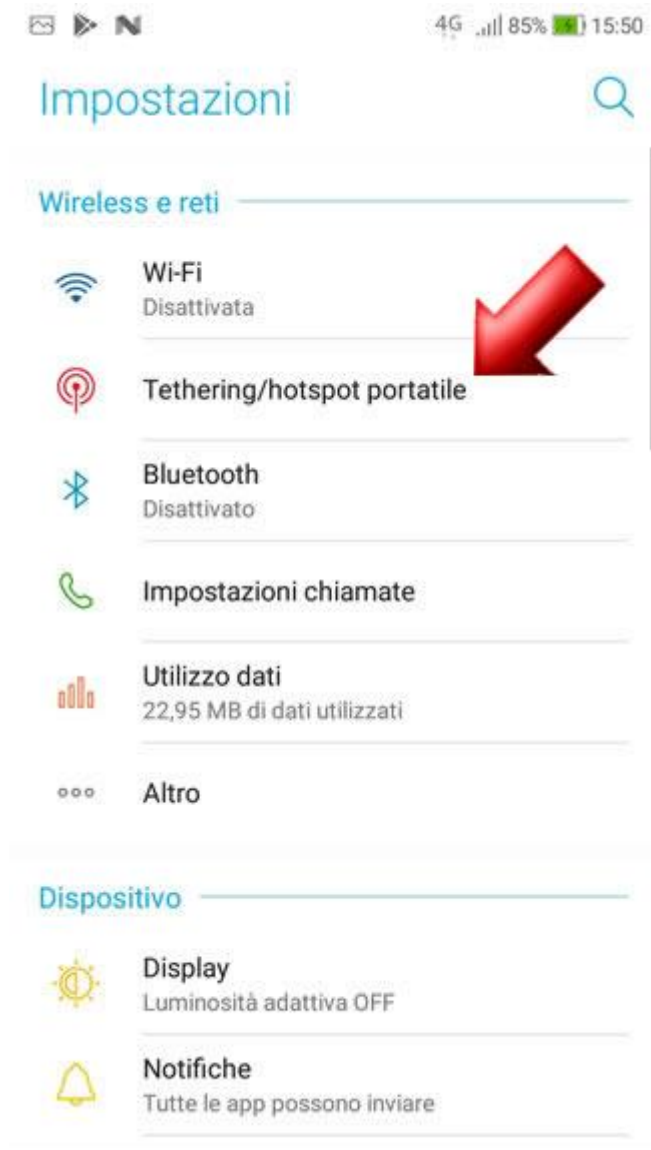 4G 85% 15:50
Impostazioni
Wireless e reti
Wi-Fi
Disattivata
Tethering/hotspot portatile
Bluetooth
Disattivato
Impostazioni chiamate
Utilizzo dati
22,95 MB di dati utilizzati
Altro
Dispositivo
Display
Luminosità adattiva OFF
Notifiche
Tutte le app possono inviare